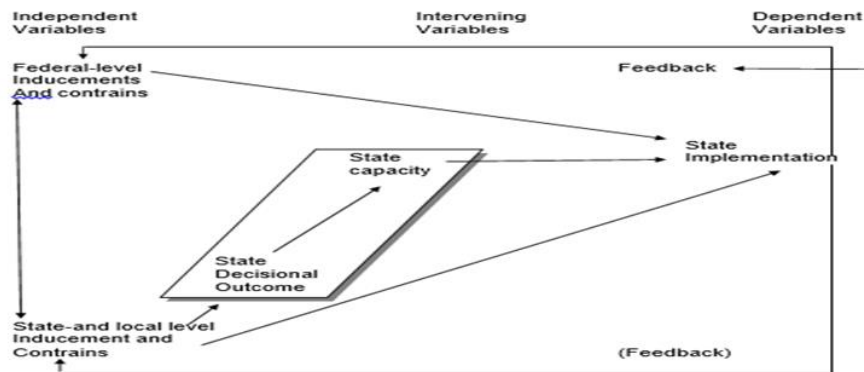 Independent
Variables
Intervening
Variables
Dependent
Variables
Federal-level
Inducements
And contrains
Feedback
State
Implementation
State
capacity
State
Decisional
Outcome
State-and local level
Inducement and
Contrains
(Feedback)